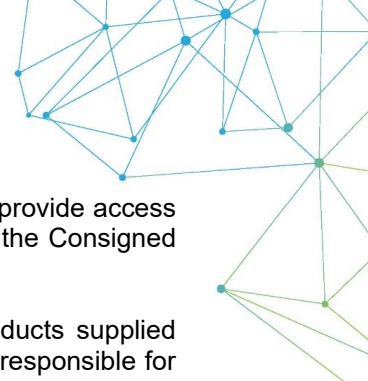 provide access
the Consigned
ducts supplied
responsible for